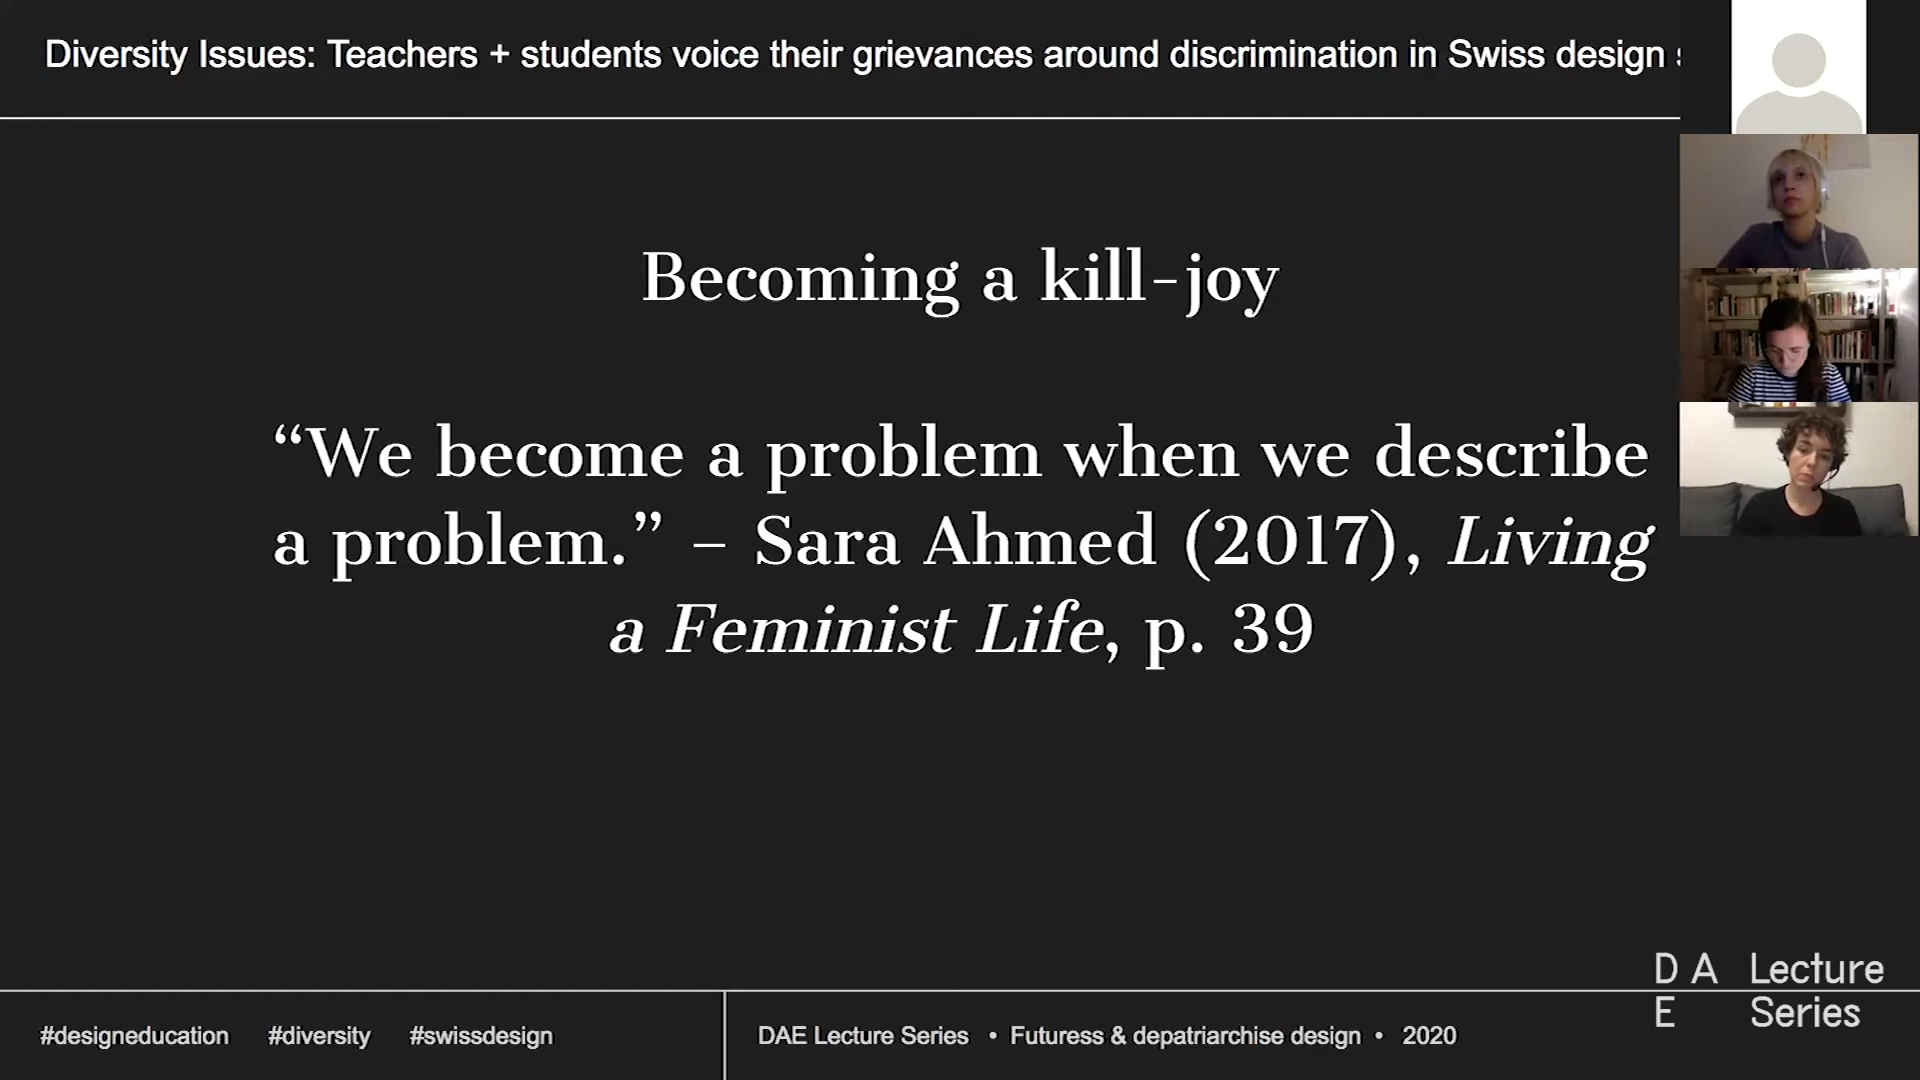 Diversity Issues: Teachers + students voice their grievances around discrimination in Swiss design
Becoming a kill-joy
“We become a problem when we describe
a problem.” – Sara Ahmed (2017), Living
a Feminist Life, p. 39
D A Lecture
E Series
#designeducation #diversity #swissdesign
DAE Lecture Series • Futuress & depatriarchise design • 2020